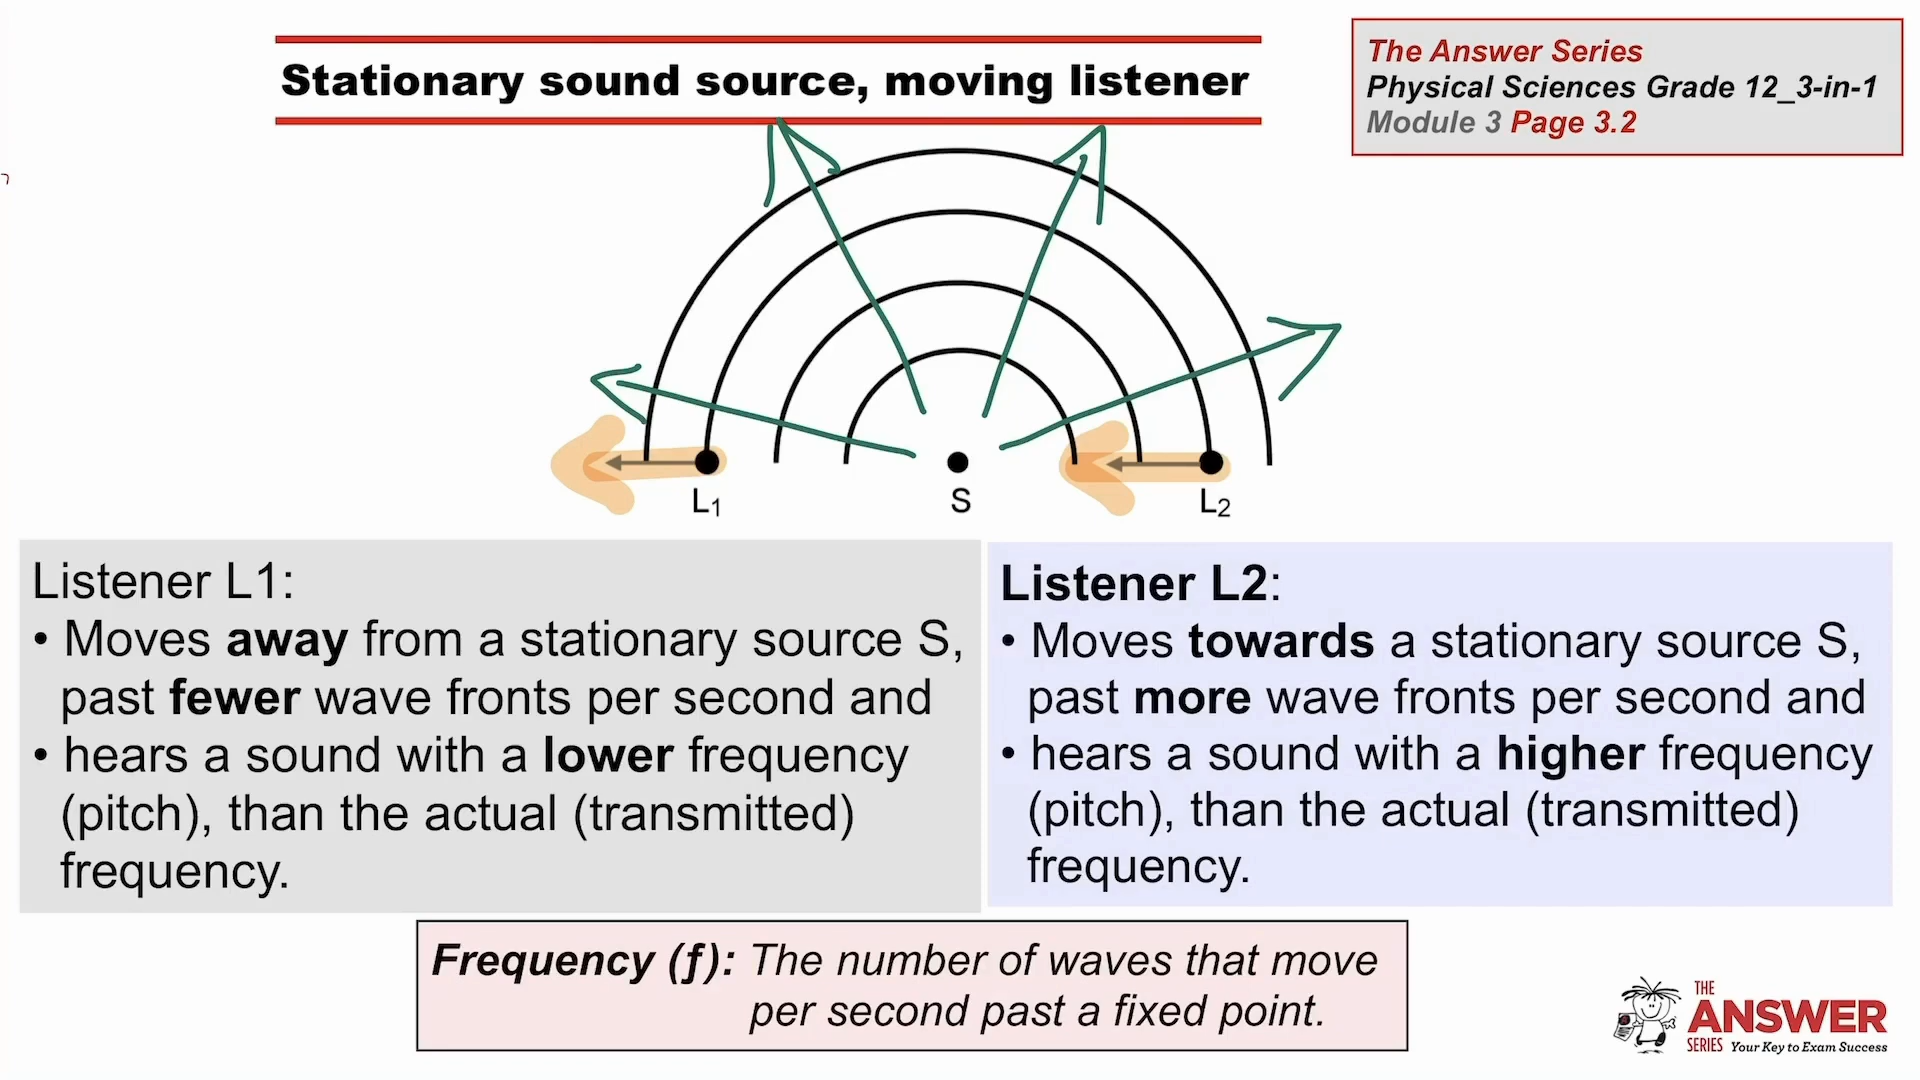 Stationary sound source, moving listener
The Answer Series
Physical Sciences Grade 12_3-in-1
Module 3 Page 3.2
L1
S
L2
Listener L1:
• Moves away from a stationary source S,
past fewer wave fronts per second and
• hears a sound with a lower frequency
(pitch), than the actual (transmitted)
frequency.
Listener L2:
• Moves towards a stationary source S,
past more wave fronts per second and
• hears a sound with a higher frequency
(pitch), than the actual (transmitted)
frequency.
Frequency (f): The number of waves that move
per second past a fixed point.
THE
ANSWER
SERIES Your Key to Exam Success